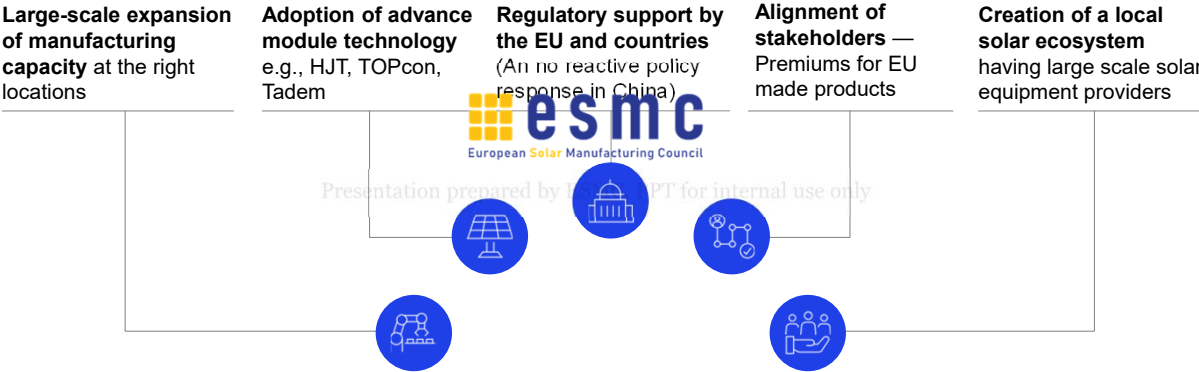 Large-scale expansion
of manufacturing
capacity at the right
locations
Adoption of advance
module technology
e.g., HJT, TOPcon,
Tadem
Regulatory support by
the EU and countries
(An no reactive policy
response in China)
Alignment of
stakeholders —
Premiums for EU
made products
Creation of a local
solar ecosystem
having large scale solar
equipment providers
esmc
European Solar Manufacturing Council
Presentation prepared by PPT for internal use only